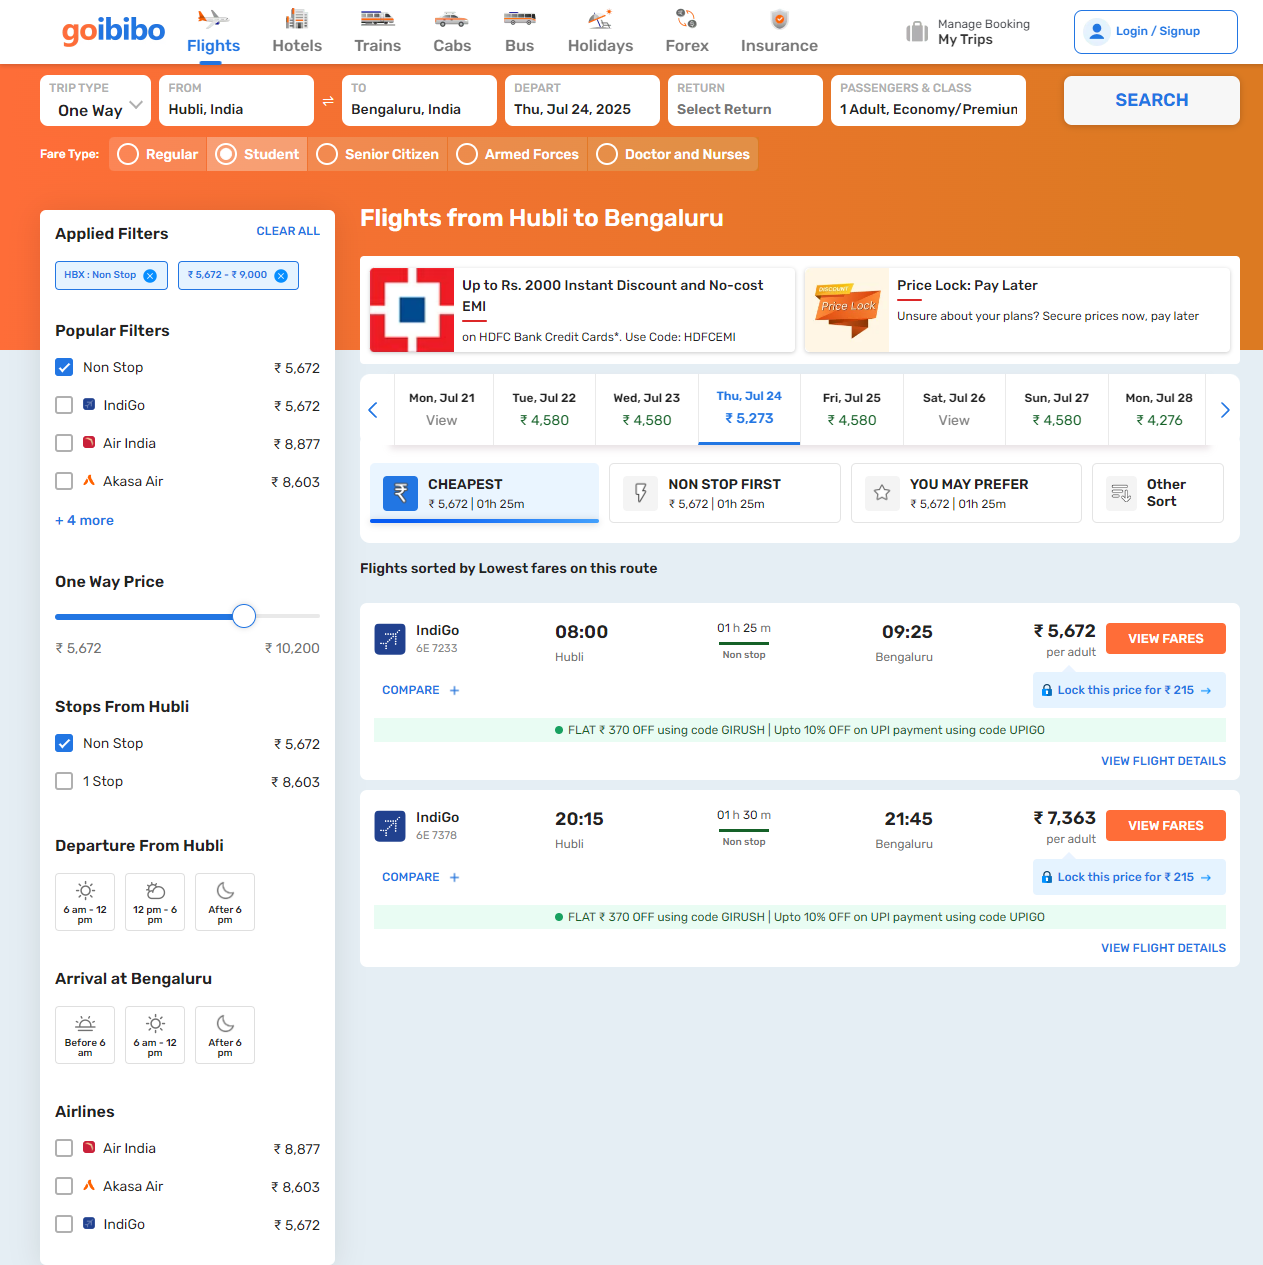 goibibo
Flights
Hotels
Trains
Cabs
Bus
Holidays
Forex
Insurance
Manage Booking
My Trips
Login / Signup
TRIP TYPE
One Way
FROM
Hubli, India
TO
Bengaluru, India
DEPART
Thu, Jul 24, 2025
RETURN
Select Return
PASSENGERS & CLASS
1 Adult, Economy/Premiun
SEARCH
Fare Type:
Regular
Student
Senior Citizen
Armed Forces
Doctor and Nurses
Applied Filters
CLEAR ALL
HBX : Non Stop
₹ 5,672 - ₹ 9,000
Popular Filters
Non Stop ₹ 5,672
IndiGo ₹ 5,672
Air India ₹ 8,877
Akasa Air ₹ 8,603
+ 4 more
One Way Price
₹ 5,672 ₹ 10,200
Stops From Hubli
Non Stop ₹ 5,672
1 Stop ₹ 8,603
Departure From Hubli
6 am - 12
pm
12 pm - 6
pm
After 6
pm
Arrival at Bengaluru
Before 6
am
6 am - 12
pm
After 6
pm
Airlines
Air India ₹ 8,877
Akasa Air ₹ 8,603
IndiGo ₹ 5,672
Flights from Hubli to Bengaluru
Up to Rs. 2000 Instant Discount and No-cost
EMI
on HDFC Bank Credit Cards*. Use Code: HDFCEMI
DISCOUNT
Price Lock
Price Lock: Pay Later
Unsure about your plans? Secure prices now, pay later
Mon, Jul 21
View
Tue, Jul 22
₹ 4,580
Wed, Jul 23
₹ 4,580
Thu, Jul 24
₹ 5,273
Fri, Jul 25
₹ 4,580
Sat, Jul 26
View
Sun, Jul 27
₹ 4,580
Mon, Jul 28
₹ 4,276
CHEAPEST
₹ 5,672 | 01h 25m
NON STOP FIRST
₹ 5,672 | 01h 25m
YOU MAY PREFER
₹ 5,672 | 01h 25m
Other
Sort
Flights sorted by Lowest fares on this route
IndiGo
6E 7233
08:00
Hubli
01 h 25 m
Non stop
09:25
Bengaluru
₹ 5,672
per adult
VIEW FARES
COMPARE +
Lock this price for ₹ 215 →
FLAT ₹ 370 OFF using code GIRUSH | Upto 10% OFF on UPI payment using code UPIGO
VIEW FLIGHT DETAILS
IndiGo
6E 7378
20:15
Hubli
01 h 30 m
Non stop
21:45
Bengaluru
₹ 7,363
per adult
VIEW FARES
COMPARE +
Lock this price for ₹ 215 →
FLAT ₹ 370 OFF using code GIRUSH | Upto 10% OFF on UPI payment using code UPIGO
VIEW FLIGHT DETAILS